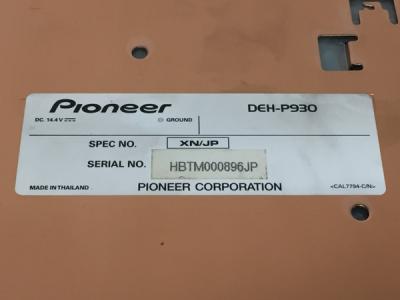 Pioneer DEH-P930
DC. 14.4 V ⎓ GROUND
SPEC NO. XN/JP
SERIAL NO. HBTM000896JP
MADE IN THAILAND PIONEER CORPORATION <CAL7794-C/N>